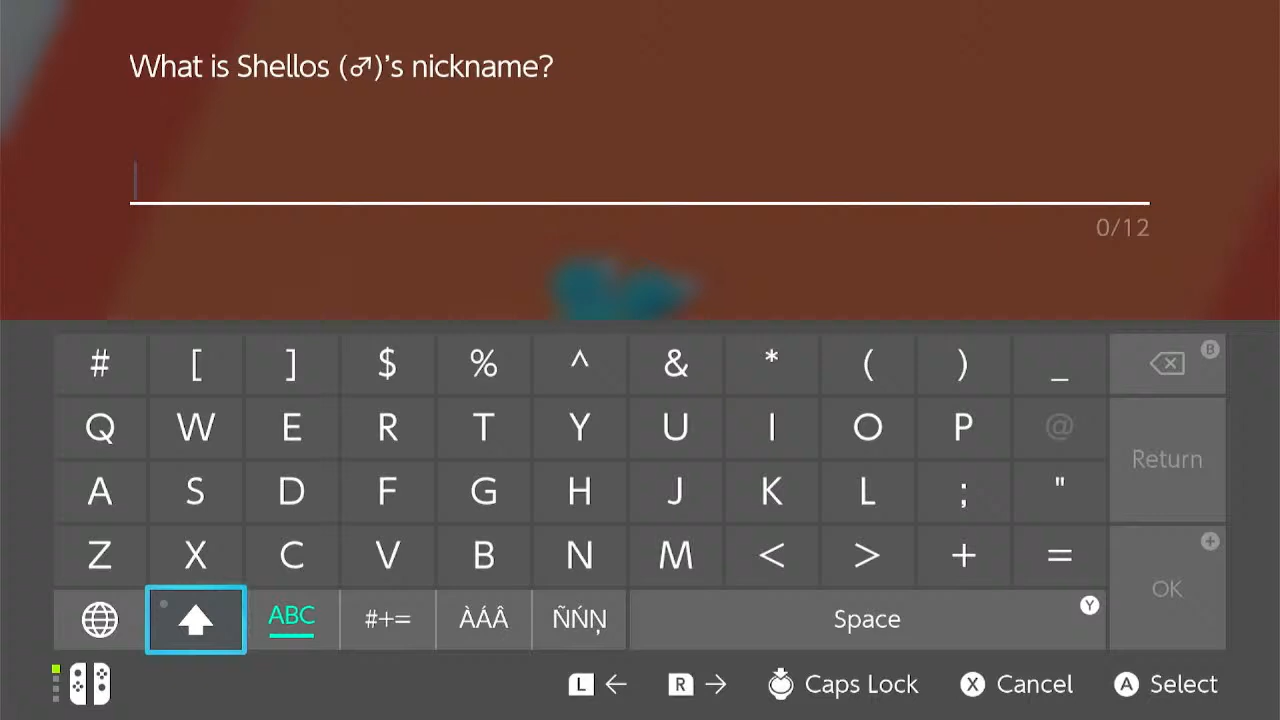 What is Shellos (♂)'s nickname?
0/12
# [ ] $ % ^ & * ( ) _ B
Q W E R T Y U I O P @
Return
A S D F G H J K L ; "
Z X C V B N M < > + = +
OK
ABC #+= ÀÁÂ ÑŃŅ Space Y
L ← R → Caps Lock X Cancel A Select